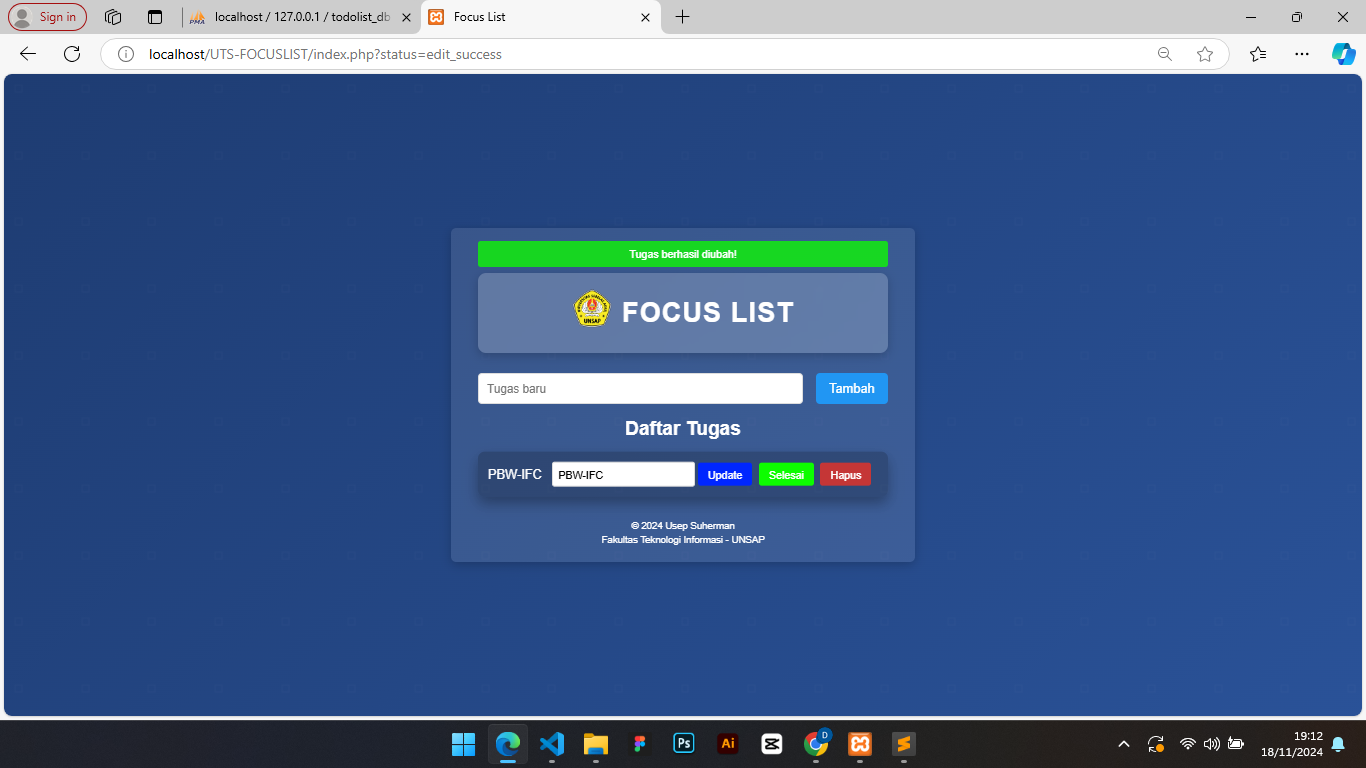 Sign in
localhost / 127.0.0.1 / todolist_db
Focus List
localhost/UTS-FOCUSLIST/index.php?status=edit_success
Tugas berhasil diubah!
UNSAP
FOCUS LIST
Tugas baru
Tambah
Daftar Tugas
PBW-IFC PBW-IFC Update Selesai Hapus
© 2024 Usep Suherman
Fakultas Teknologi Informasi - UNSAP
Ps Ai D
19:12
18/11/2024